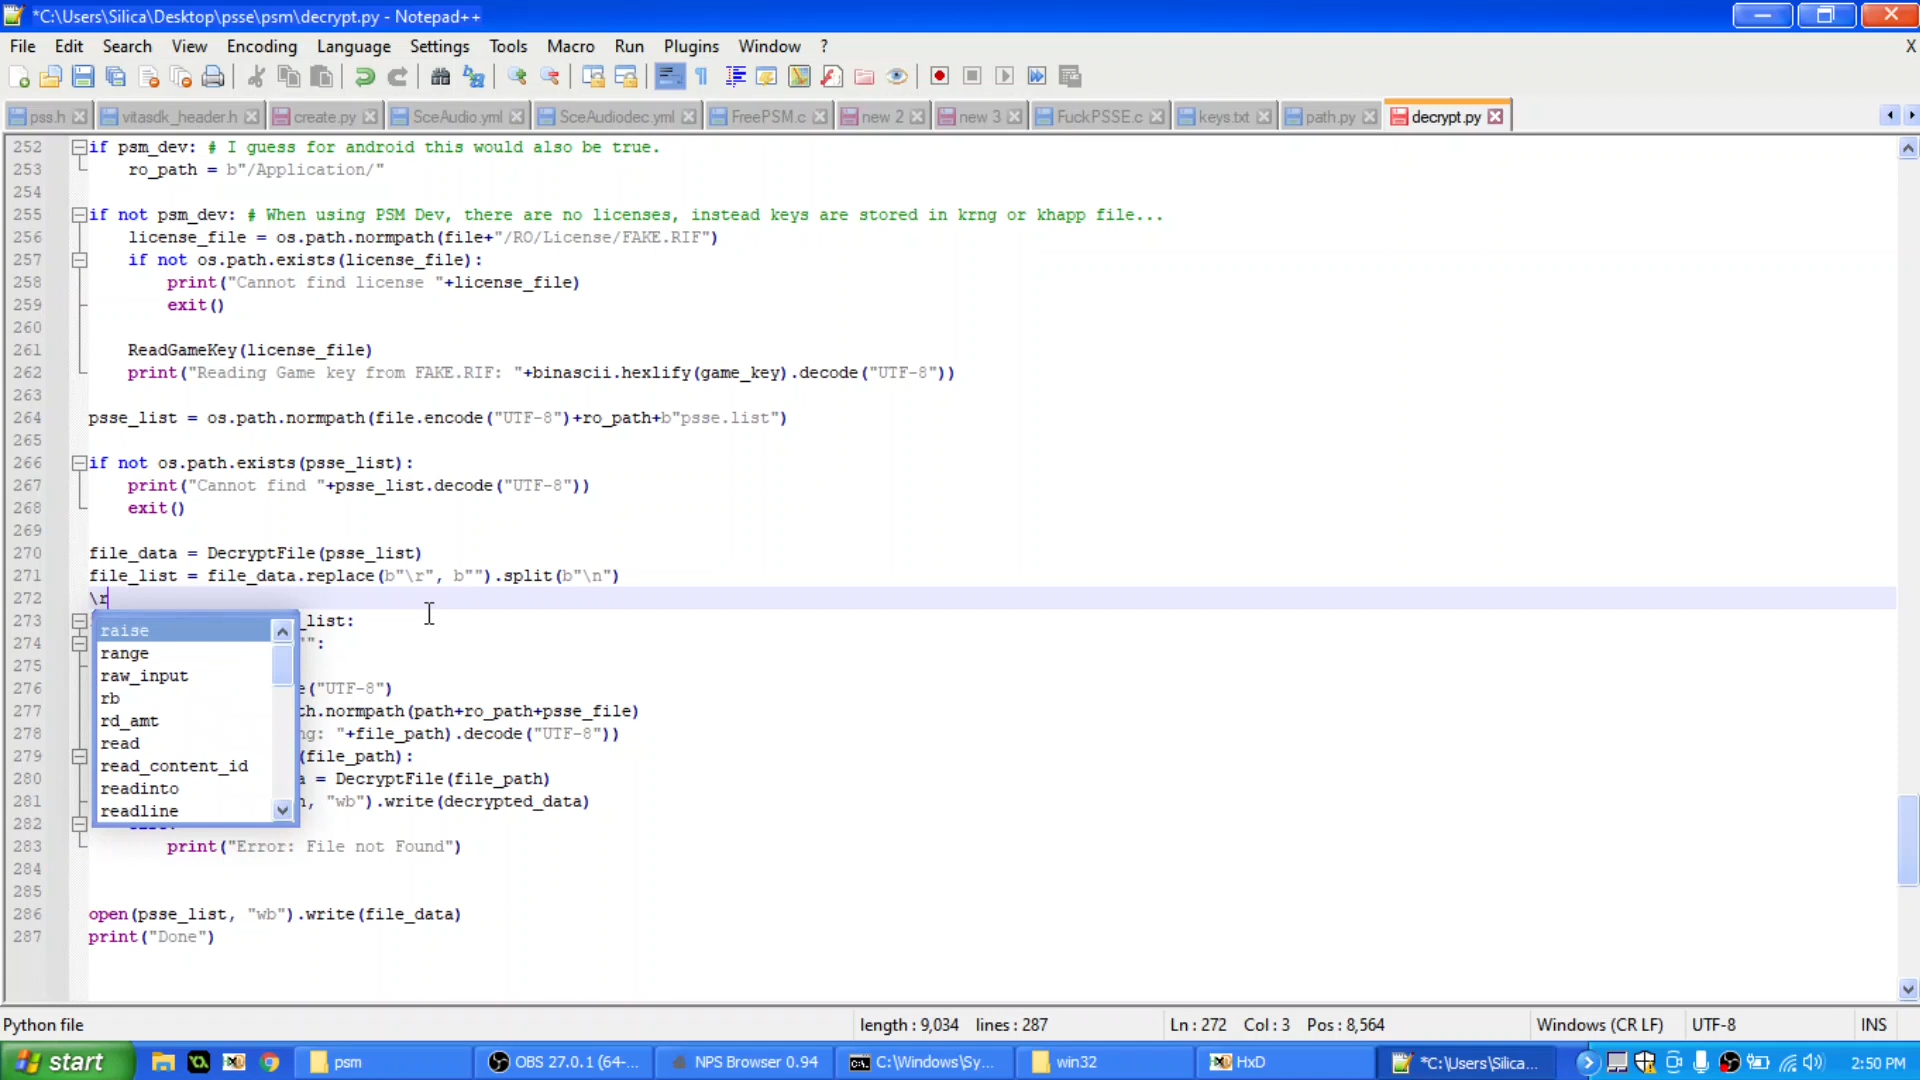 *C:\Users\Silica\Desktop\psse\psm\decrypt.py - Notepad++
File Edit Search View Encoding Language Settings Tools Macro Run Plugins Window ? X
pss.h vitasdk_header.h create.py SceAudio.yml SceAudiodec.yml FreePSM.c new 2 new 3 FuckPSSE.c keys.txt path.py decrypt.py
252 if psm_dev: # I guess for android this would also be true.
253 ro_path = b"/Application/"
254
255 if not psm_dev: # When using PSM Dev, there are no licenses, instead keys are stored in krng or khapp file...
256 license_file = os.path.normpath(file+"/RO/License/FAKE.RIF")
257 if not os.path.exists(license_file):
258 print("Cannot find license "+license_file)
259 exit()
260
261 ReadGameKey(license_file)
262 print("Reading Game key from FAKE.RIF: "+binascii.hexlify(game_key).decode("UTF-8"))
263
264 psse_list = os.path.normpath(file.encode("UTF-8")+ro_path+b"psse.list")
265
266 if not os.path.exists(psse_list):
267 print("Cannot find "+psse_list.decode("UTF-8"))
268 exit()
269
270 file_data = DecryptFile(psse_list)
271 file_list = file_data.replace(b"\r", b"").split(b"\n")
272 \r
273 _list:
274 "":
275
276 e("UTF-8")
277 th.normpath(path+ro_path+psse_file)
278 ng: "+file_path).decode("UTF-8"))
279 (file_path):
280 a = DecryptFile(file_path)
281 , "wb").write(decrypted_data)
282
283 print("Error: File not Found")
284
285
286 open(psse_list, "wb").write(file_data)
287 print("Done")
raise
range
raw_input
rb
rd_amt
read
read_content_id
readinto
readline
Python file length : 9,034 lines : 287 Ln : 272 Col : 3 Pos : 8,564 Windows (CR LF) UTF-8 INS
start psm OBS 27.0.1 (64-... NPS Browser 0.94 C:\Windows\Sy... win32 HxD *C:\Users\Silica... 2:50 PM